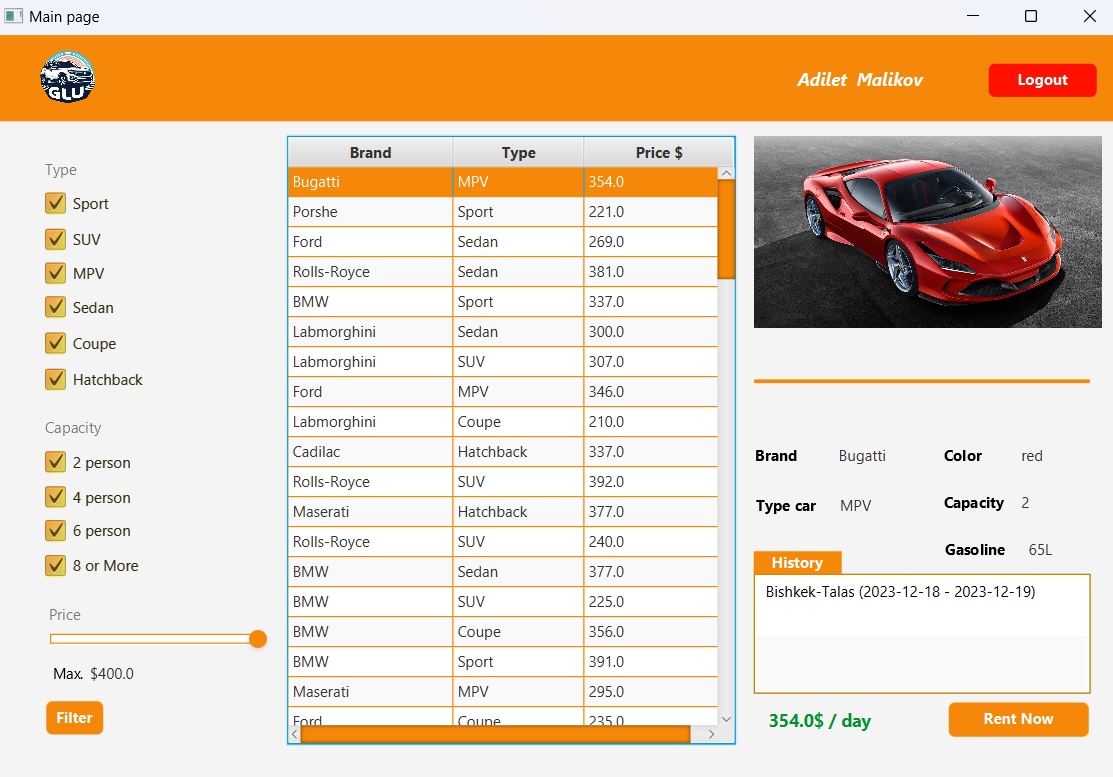 Main page
GLU
Adilet Malikov
Logout
Type
Sport
SUV
MPV
Sedan
Coupe
Hatchback
Capacity
2 person
4 person
6 person
8 or More
Price
Max. $400.0
Filter
Brand Type Price $
Bugatti MPV 354.0
Porshe Sport 221.0
Ford Sedan 269.0
Rolls-Royce Sedan 381.0
BMW Sport 337.0
Labmorghini Sedan 300.0
Labmorghini SUV 307.0
Ford MPV 346.0
Labmorghini Coupe 210.0
Cadilac Hatchback 337.0
Rolls-Royce SUV 392.0
Maserati Hatchback 377.0
Rolls-Royce SUV 240.0
BMW Sedan 377.0
BMW SUV 225.0
BMW Coupe 356.0
BMW Sport 391.0
Maserati MPV 295.0
Ford Coupe 235.0
Brand Bugatti Color red
Type car MPV Capacity 2
Gasoline 65L
History
Bishkek-Talas (2023-12-18 - 2023-12-19)
354.0$ / day
Rent Now